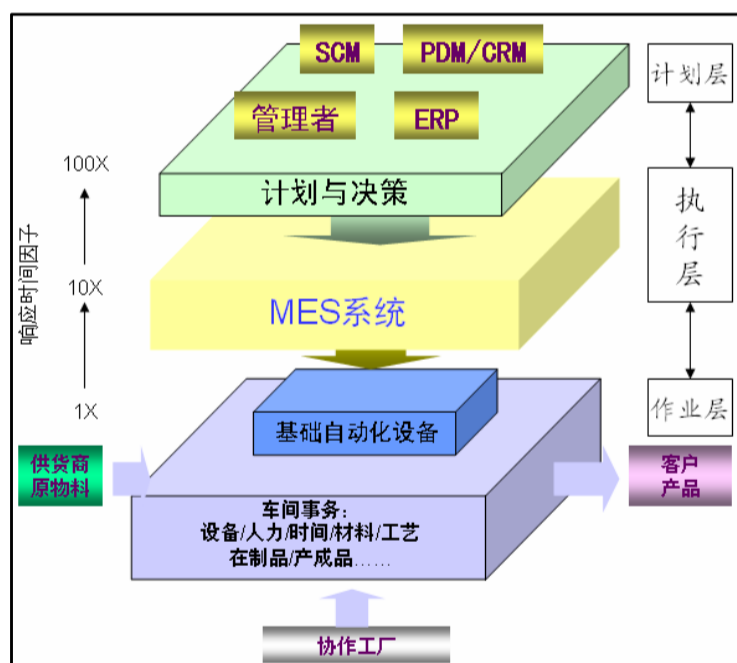 SCM
PDM/CRM
管理者
ERP
计划与决策
MES系统
基础自动化设备
车间事务:
设备/人力/时间/材料/工艺
在制品/产成品……
协作工厂
供货商
原物料
客户
产品
响应时间因子
100X
10X
1X
计划层
执行层
作业层